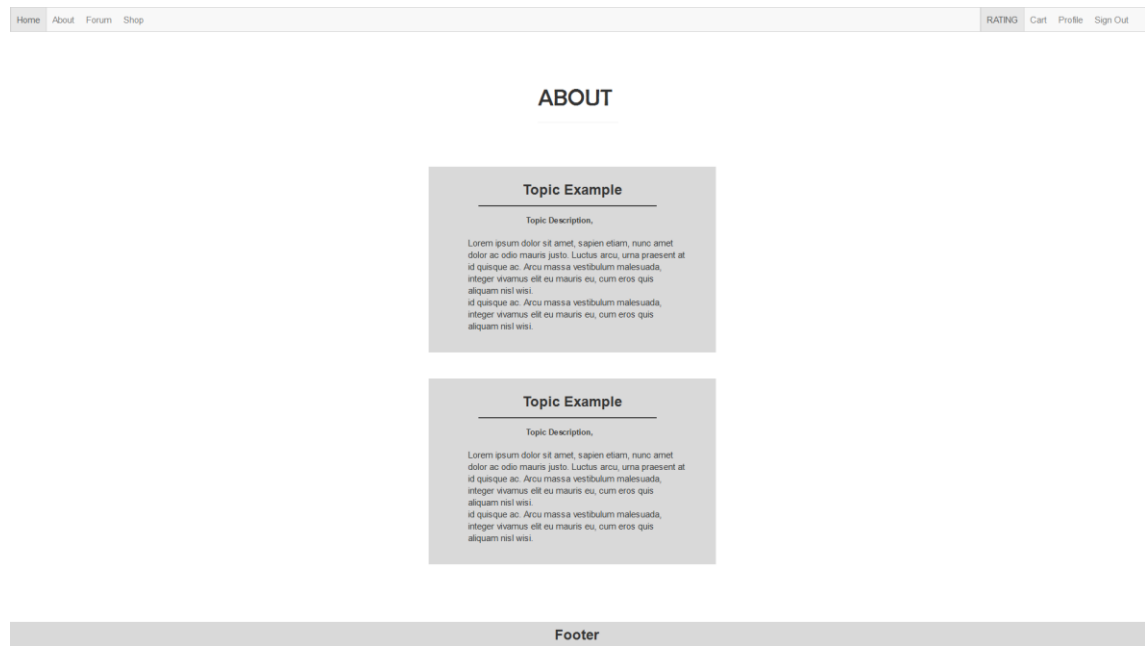 Home About Forum Shop RATING Cart Profile Sign Out
ABOUT
Topic Example
Topic Description,
Lorem ipsum dolor sit amet, sapien etiam, nunc amet
dolor ac odio mauris justo. Luctus arcu, urna praesent at
id quisque ac. Arcu massa vestibulum malesuada,
integer vivamus elit eu mauris eu, cum eros quis
aliquam nisl wisi.
id quisque ac. Arcu massa vestibulum malesuada,
integer vivamus elit eu mauris eu, cum eros quis
aliquam nisl wisi.
Topic Example
Topic Description,
Lorem ipsum dolor sit amet, sapien etiam, nunc amet
dolor ac odio mauris justo. Luctus arcu, urna praesent at
id quisque ac. Arcu massa vestibulum malesuada,
integer vivamus elit eu mauris eu, cum eros quis
aliquam nisl wisi.
id quisque ac. Arcu massa vestibulum malesuada,
integer vivamus elit eu mauris eu, cum eros quis
aliquam nisl wisi.
Footer